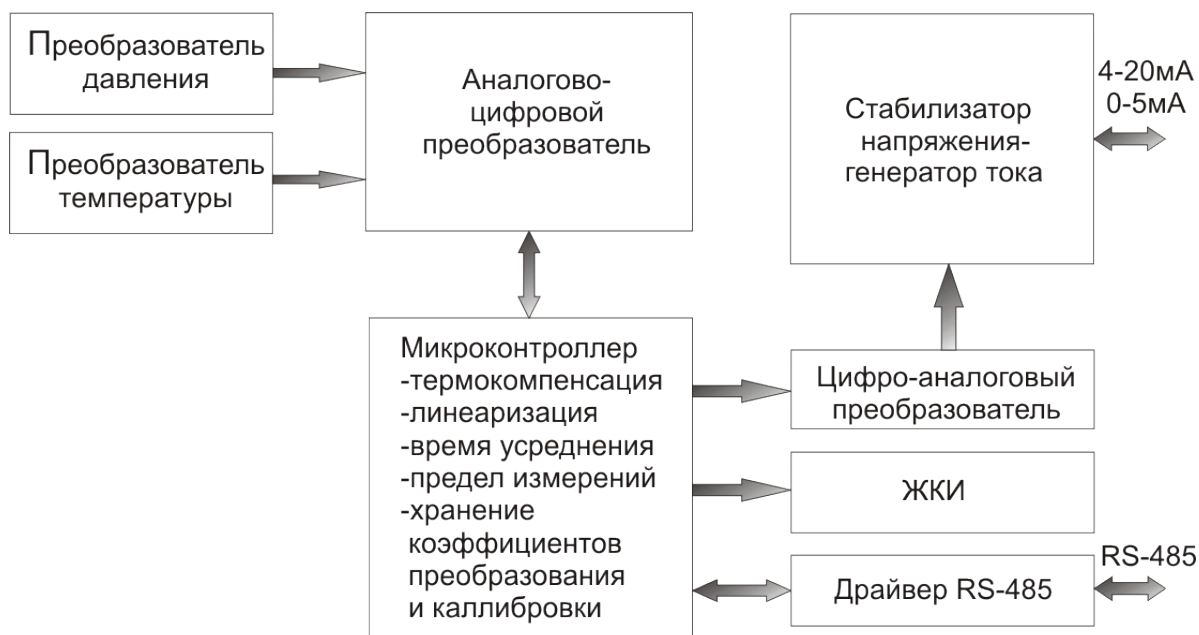 Преобразователь
давления
Преобразователь
температуры
Аналогово-
цифровой
преобразователь
Стабилизатор
напряжения-
генератор тока
4-20мА
0-5мА
Микроконтроллер
-термокомпенсация
-линеаризация
-время усреднения
-предел измерений
-хранение
коэффициентов
преобразования
и каллибровки
Цифро-аналоговый
преобразователь
ЖКИ
Драйвер RS-485
RS-485